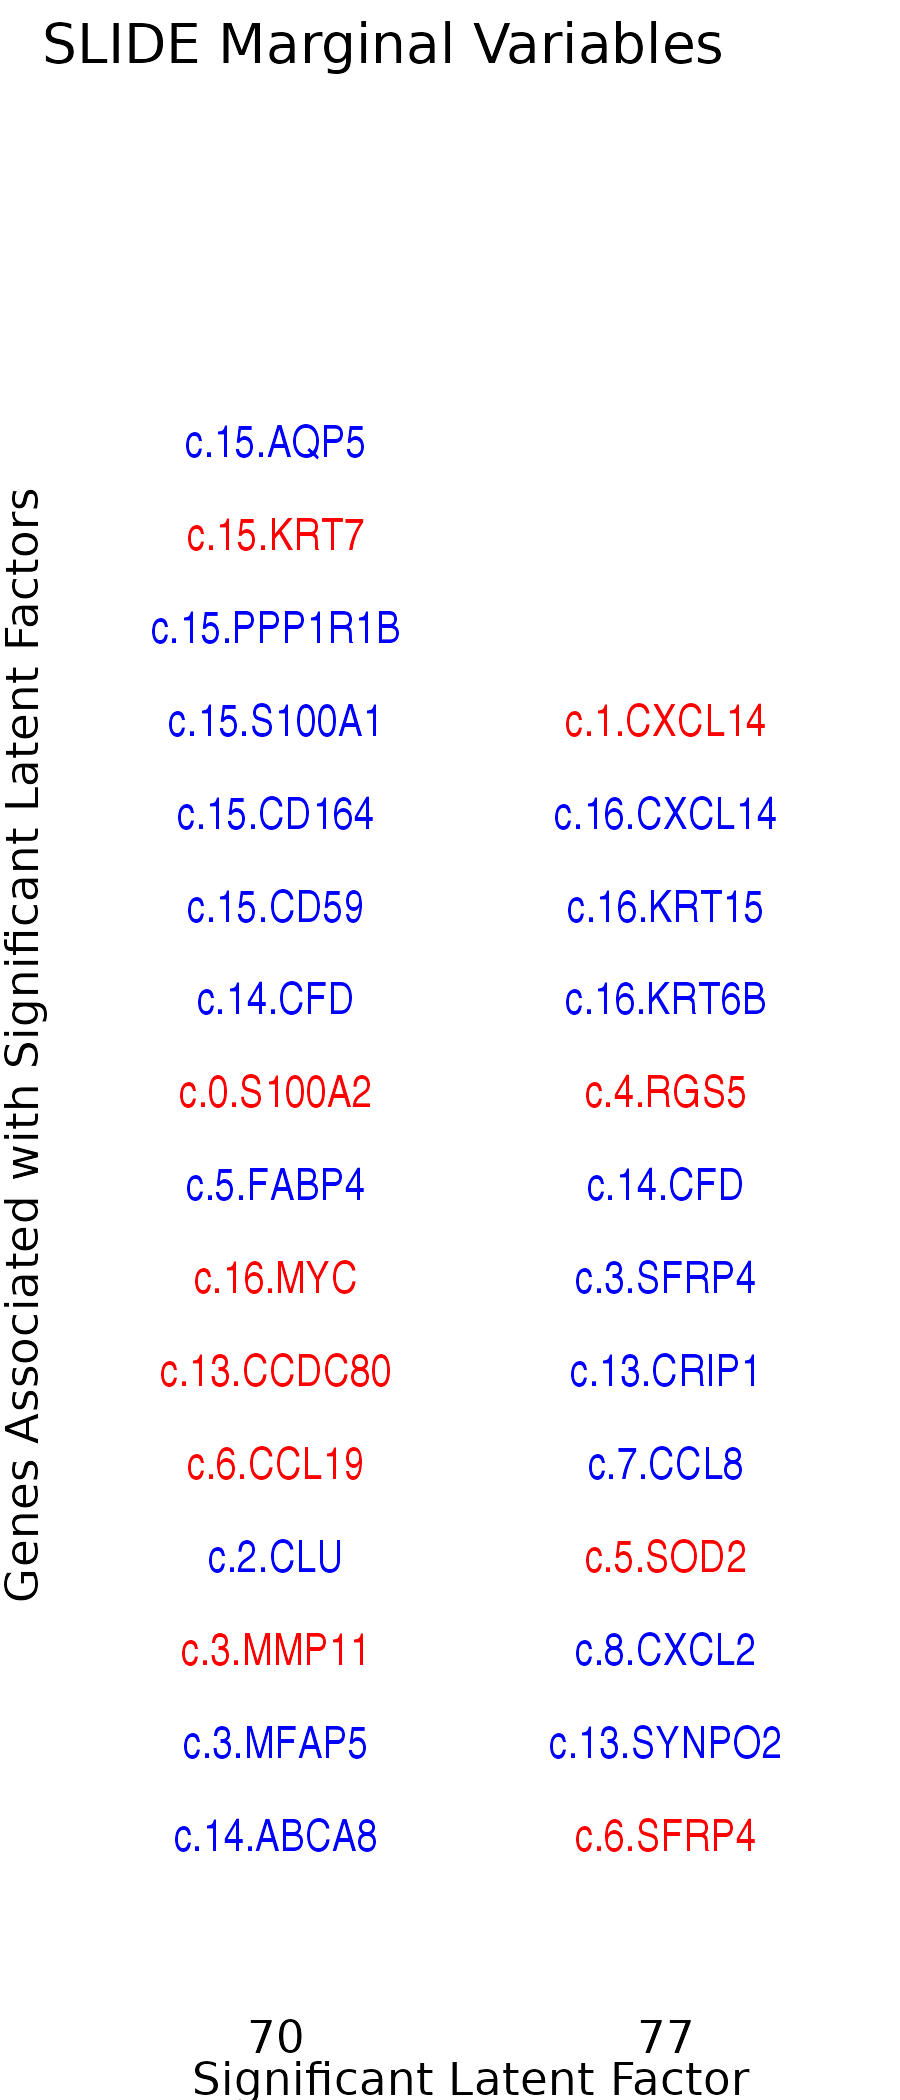 SLIDE Marginal Variables
Genes Associated with Significant Latent Factors
c.15.AQP5
c.15.KRT7
c.15.PPP1R1B
c.15.S100A1
c.15.CD164
c.15.CD59
c.14.CFD
c.0.S100A2
c.5.FABP4
c.16.MYC
c.13.CCDC80
c.6.CCL19
c.2.CLU
c.3.MMP11
c.3.MFAP5
c.14.ABCA8
c.1.CXCL14
c.16.CXCL14
c.16.KRT15
c.16.KRT6B
c.4.RGS5
c.14.CFD
c.3.SFRP4
c.13.CRIP1
c.7.CCL8
c.5.SOD2
c.8.CXCL2
c.13.SYNPO2
c.6.SFRP4
70 77
Significant Latent Factor